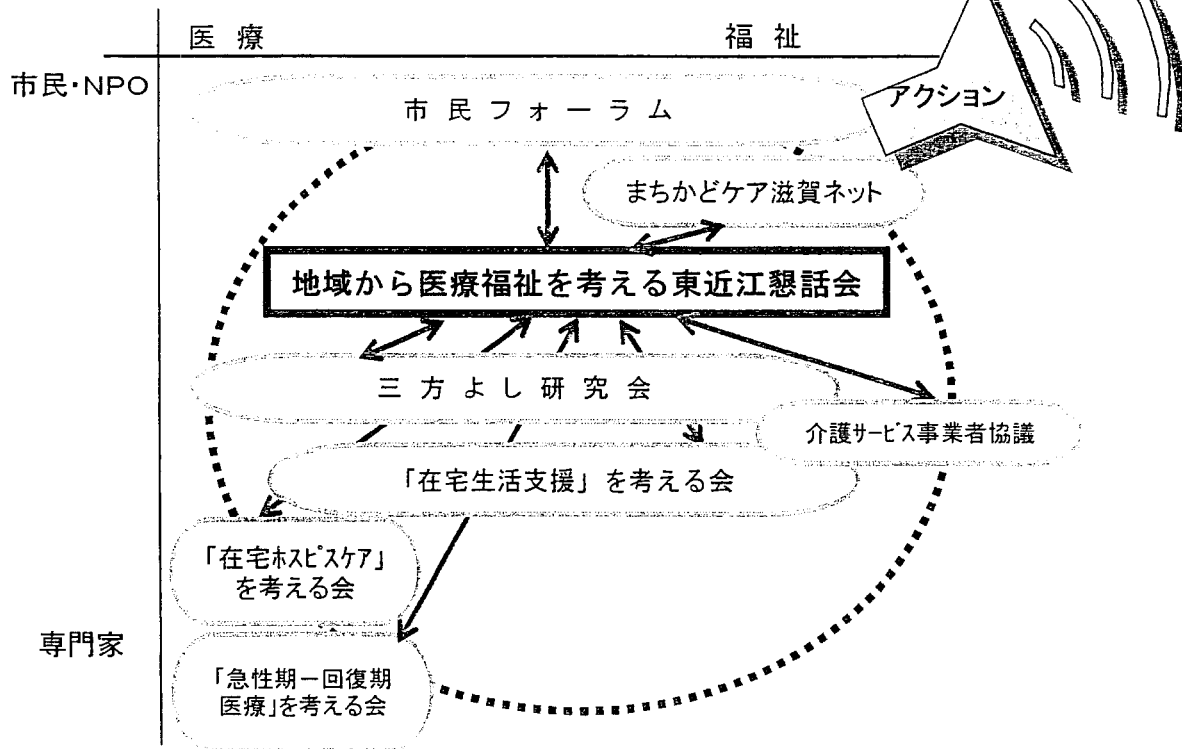 医療
福祉
市民・NPO
市民フォーラム
アクション
まちかどケア滋賀ネット
地域から医療福祉を考える東近江懇話会
三方よし研究会
介護サービス事業者協議
「在宅生活支援」を考える会
「在宅ホスピスケア」
を考える会
専門家
「急性期－回復期
医療」を考える会